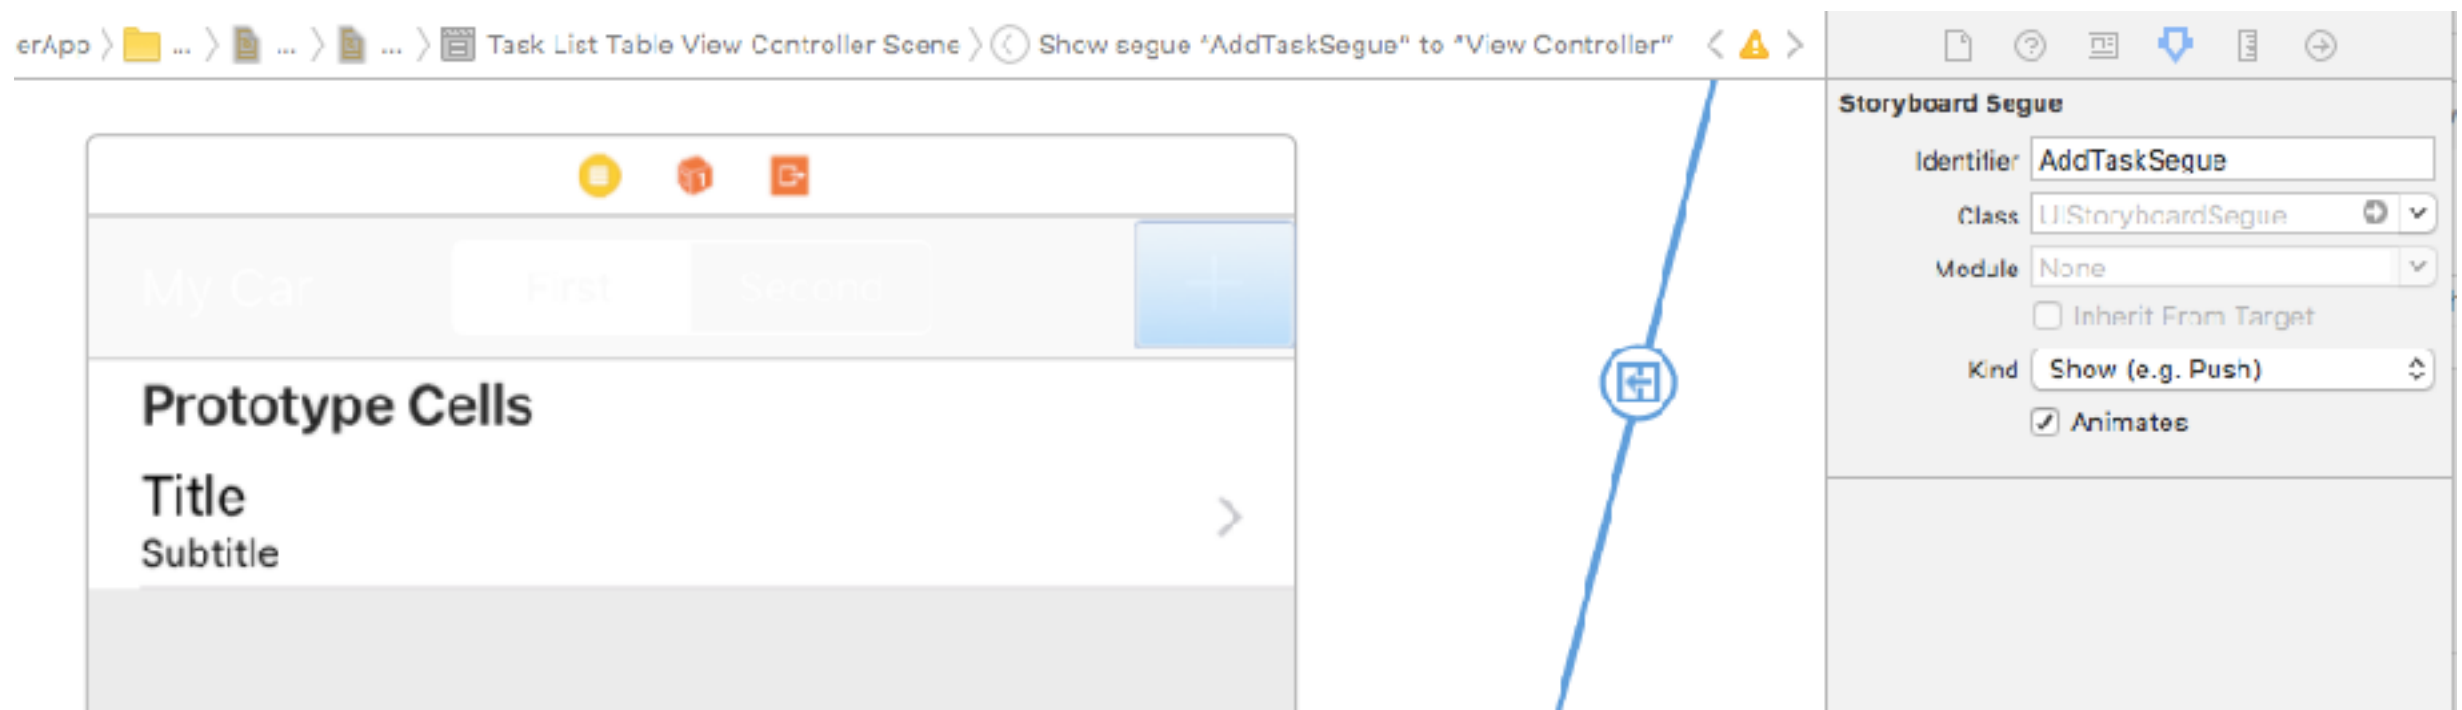 erApp 〉 ... 〉 ... 〉 ... 〉 Task List Table View Controller Scene 〉 Show segue "AddTaskSegue" to "View Controller"
Storyboard Segue
Identifier AddTaskSegue
Class UIStoryboardSegue
Module None
Inherit From Target
Kind Show (e.g. Push)
Animates
My Car First Second +
Prototype Cells
Title
Subtitle